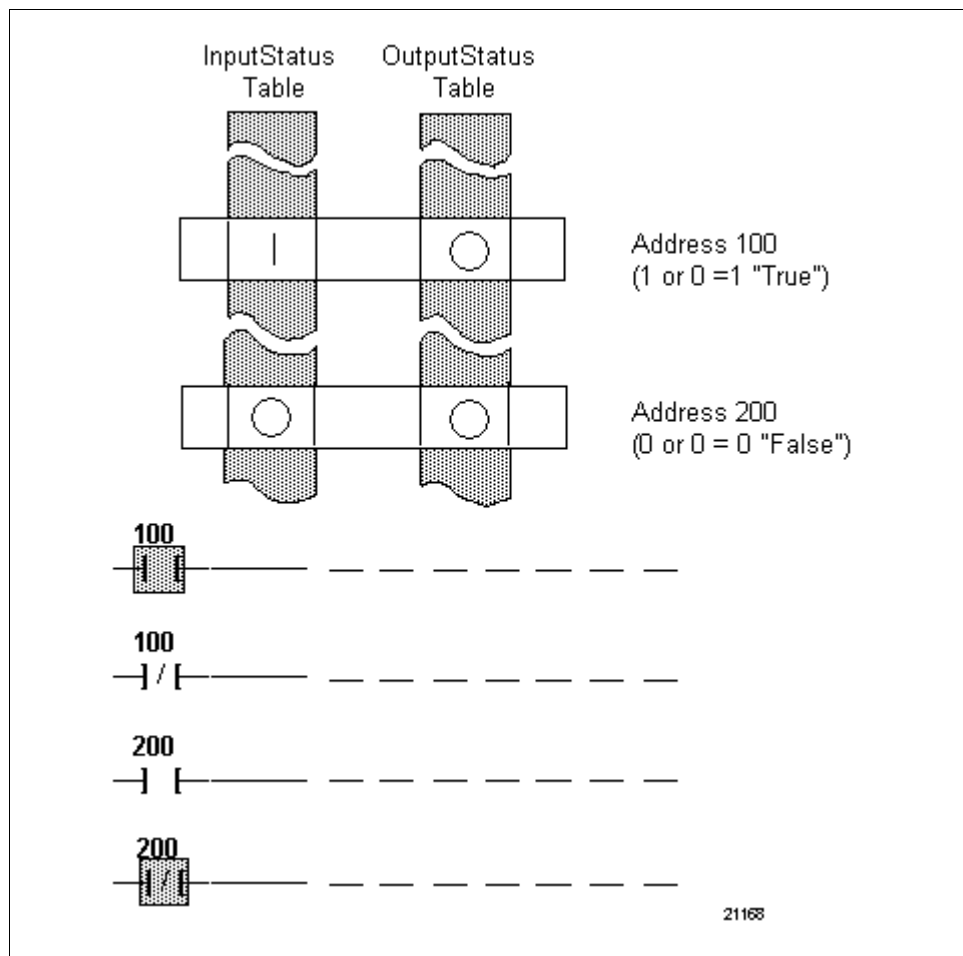 InputStatus
Table
OutputStatus
Table
|
○
Address 100
(1 or 0 =1 "True")
○
○
Address 200
(0 or 0 = 0 "False")
100
100
200
200
21168